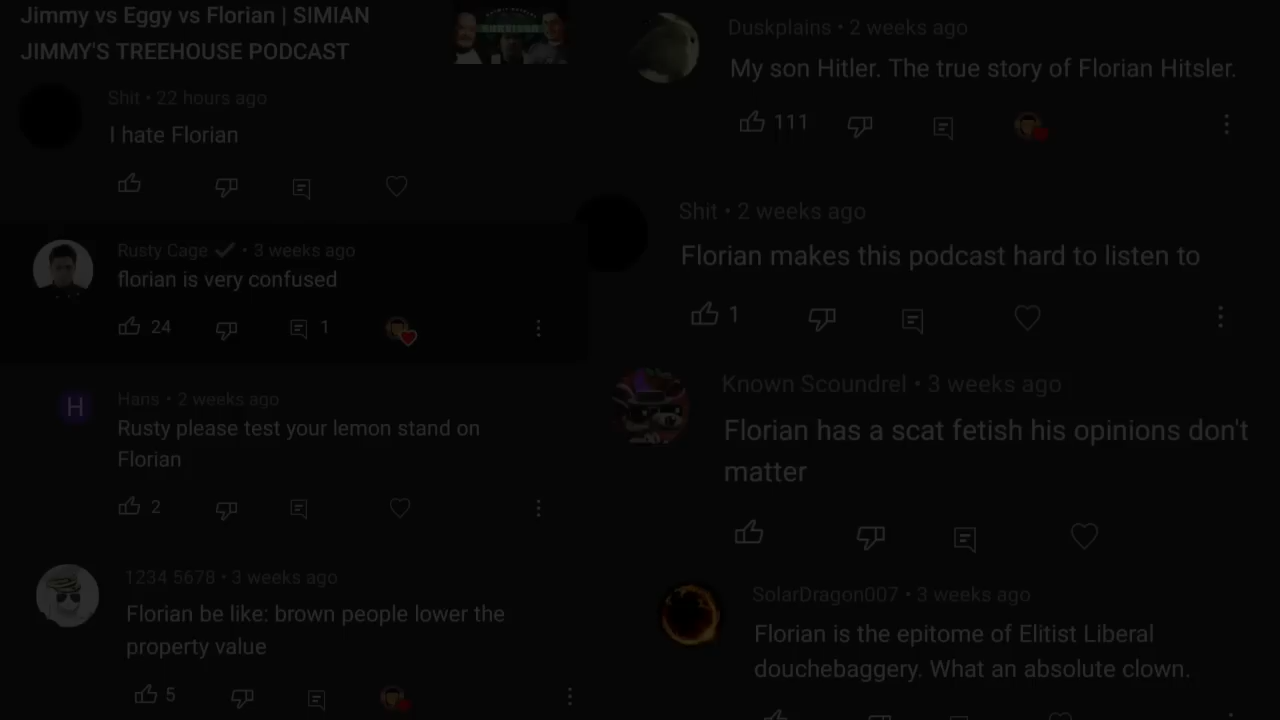 Jimmy vs Eggy vs Florian | SIMIAN
JIMMY'S TREEHOUSE PODCAST
Shit • 22 hours ago
I hate Florian
Rusty Cage • 3 weeks ago
florian is very confused
24
1
H
Hans • 2 weeks ago
Rusty please test your lemon stand on
Florian
2
1234 5678 • 3 weeks ago
Florian be like: brown people lower the
property value
5
Duskplains • 2 weeks ago
My son Hitler. The true story of Florian Hitsler.
111
Shit • 2 weeks ago
Florian makes this podcast hard to listen to
1
Known Scoundrel • 3 weeks ago
Florian has a scat fetish his opinions don't
matter
SolarDragon007 • 3 weeks ago
Florian is the epitome of Elitist Liberal
douchebaggery. What an absolute clown.